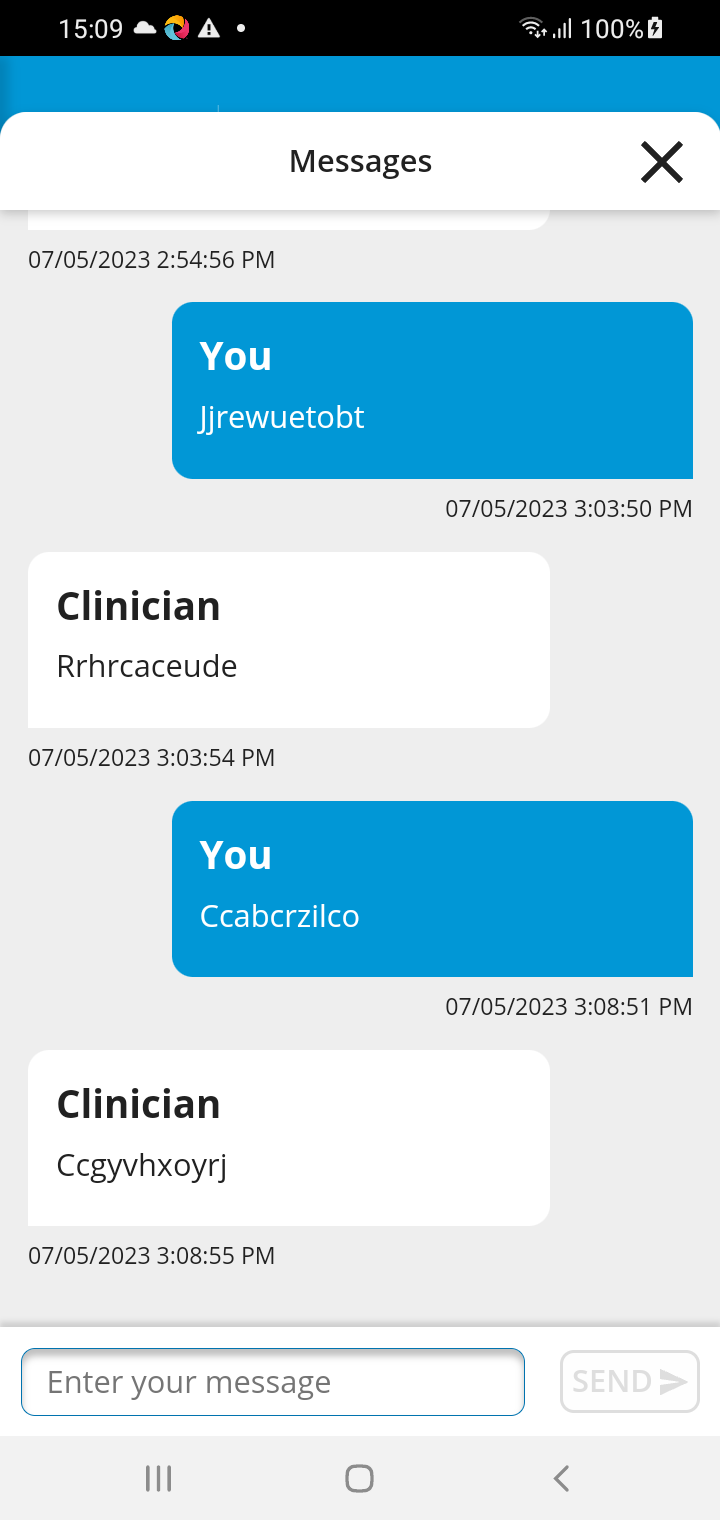 15:09 100%
Messages
07/05/2023 2:54:56 PM
You
Jjrewuetobt
07/05/2023 3:03:50 PM
Clinician
Rrhrcaceude
07/05/2023 3:03:54 PM
You
Ccabcrzilco
07/05/2023 3:08:51 PM
Clinician
Ccgyvhxoyrj
07/05/2023 3:08:55 PM
Enter your message SEND